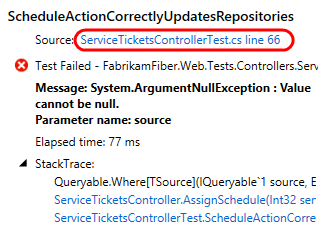 ScheduleActionCorrectlyUpdatesRepositories
Source: ServiceTicketsControllerTest.cs line 66
Test Failed - FabrikamFiber.Web.Tests.Controllers.Serv
Message: System.ArgumentNullException : Value
cannot be null.
Parameter name: source
Elapsed time: 77 ms
StackTrace:
Queryable.Where[TSource](IQueryable`1 source, E
ServiceTicketsController.AssignSchedule(Int32 serv
ServiceTicketsControllerTest.ScheduleActionCorre